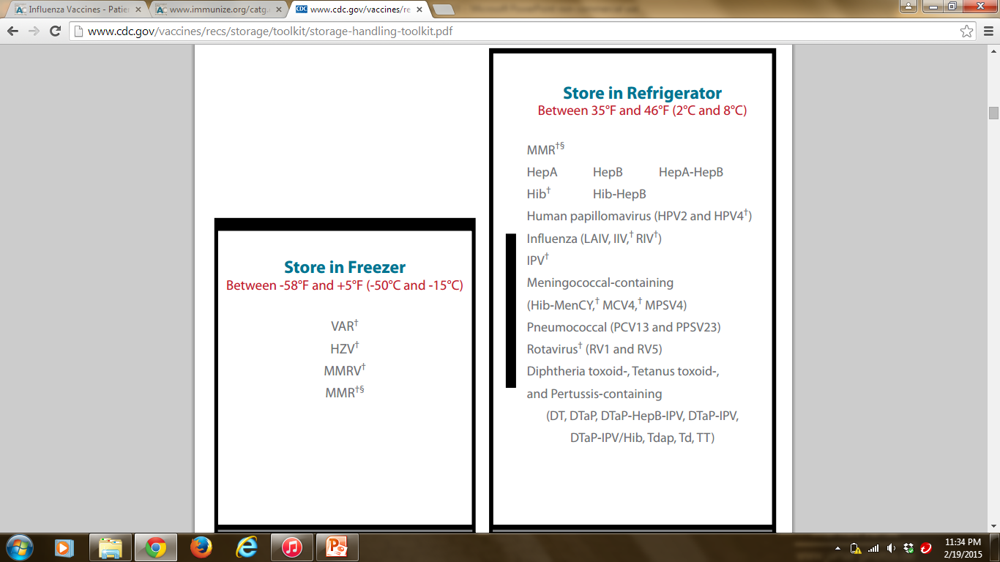 Influenza Vaccines - Patien
www.immunize.org/catg.
CDC www.cdc.gov/vaccines/re
www.cdc.gov/vaccines/recs/storage/toolkit/storage-handling-toolkit.pdf
Store in Freezer
Between -58°F and +5°F (-50°C and -15°C)
VAR†
HZV†
MMRV†
MMR†§
Store in Refrigerator
Between 35°F and 46°F (2°C and 8°C)
MMR†§
HepA HepB HepA-HepB
Hib† Hib-HepB
Human papillomavirus (HPV2 and HPV4†)
Influenza (LAIV, IIV,† RIV†)
IPV†
Meningococcal-containing
(Hib-MenCY,† MCV4,† MPSV4)
Pneumococcal (PCV13 and PPSV23)
Rotavirus† (RV1 and RV5)
Diphtheria toxoid-, Tetanus toxoid-,
and Pertussis-containing
(DT, DTaP, DTaP-HepB-IPV, DTaP-IPV,
DTaP-IPV/Hib, Tdap, Td, TT)
11:34 PM
2/19/2015